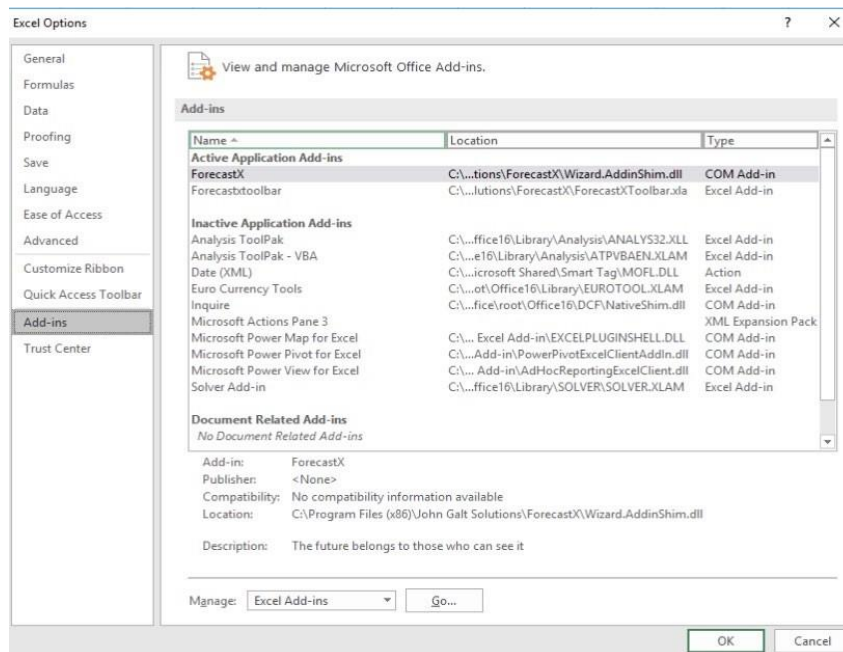 Excel Options ? ×
General
Formulas
Data
Proofing
Save
Language
Ease of Access
Advanced
Customize Ribbon
Quick Access Toolbar
Add-ins
Trust Center
View and manage Microsoft Office Add-ins.
Add-ins
Name Location Type
Active Application Add-ins
ForecastX C:\...tions\ForecastX\Wizard.AddinShim.dll COM Add-in
Forecastxtoolbar C:\...lutions\ForecastX\ForecastXToolbar.xla Excel Add-in
Inactive Application Add-ins
Analysis ToolPak C:\...ffice16\Library\Analysis\ANALYS32.XLL Excel Add-in
Analysis ToolPak - VBA C:\...e16\Library\Analysis\ATPVBAEN.XLAM Excel Add-in
Date (XML) C:\...icrosoft Shared\Smart Tag\MOFL.DLL Action
Euro Currency Tools C:\...ot\Office16\Library\EUROTOOL.XLAM Excel Add-in
Inquire C:\...fice\root\Office16\DCF\NativeShim.dll COM Add-in
Microsoft Actions Pane 3 XML Expansion Pack
Microsoft Power Map for Excel C:\... Excel Add-in\EXCELPLUGINSHELL.DLL COM Add-in
Microsoft Power Pivot for Excel C:\...Add-in\PowerPivotExcelClientAddIn.dll COM Add-in
Microsoft Power View for Excel C:\... Add-in\AdHocReportingExcelClient.dll COM Add-in
Solver Add-in C:\...ffice16\Library\SOLVER\SOLVER.XLAM Excel Add-in
Document Related Add-ins
No Document Related Add-ins
Add-in: ForecastX
Publisher: <None>
Compatibility: No compatibility information available
Location: C:\Program Files (x86)\John Galt Solutions\ForecastX\Wizard.AddinShim.dll
Description: The future belongs to those who can see it
Manage: Excel Add-ins Go...
OK Cancel